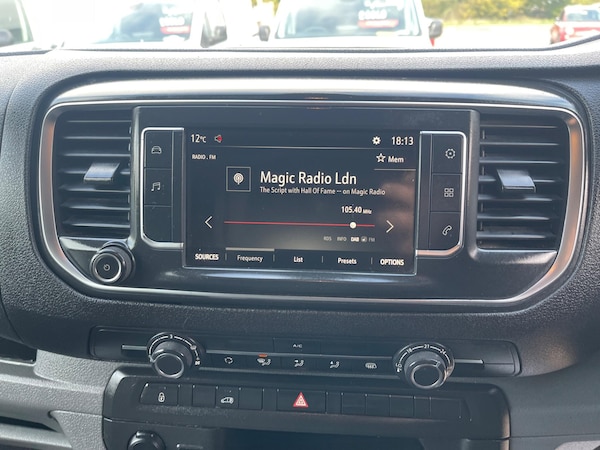 12°C
18:13
RADIO . FM
Mem
Magic Radio Ldn
The Script with Hall Of Fame — on Magic Radio
105.40 MHz
RDS INFO DAB FM
SOURCES Frequency List Presets OPTIONS
A/C